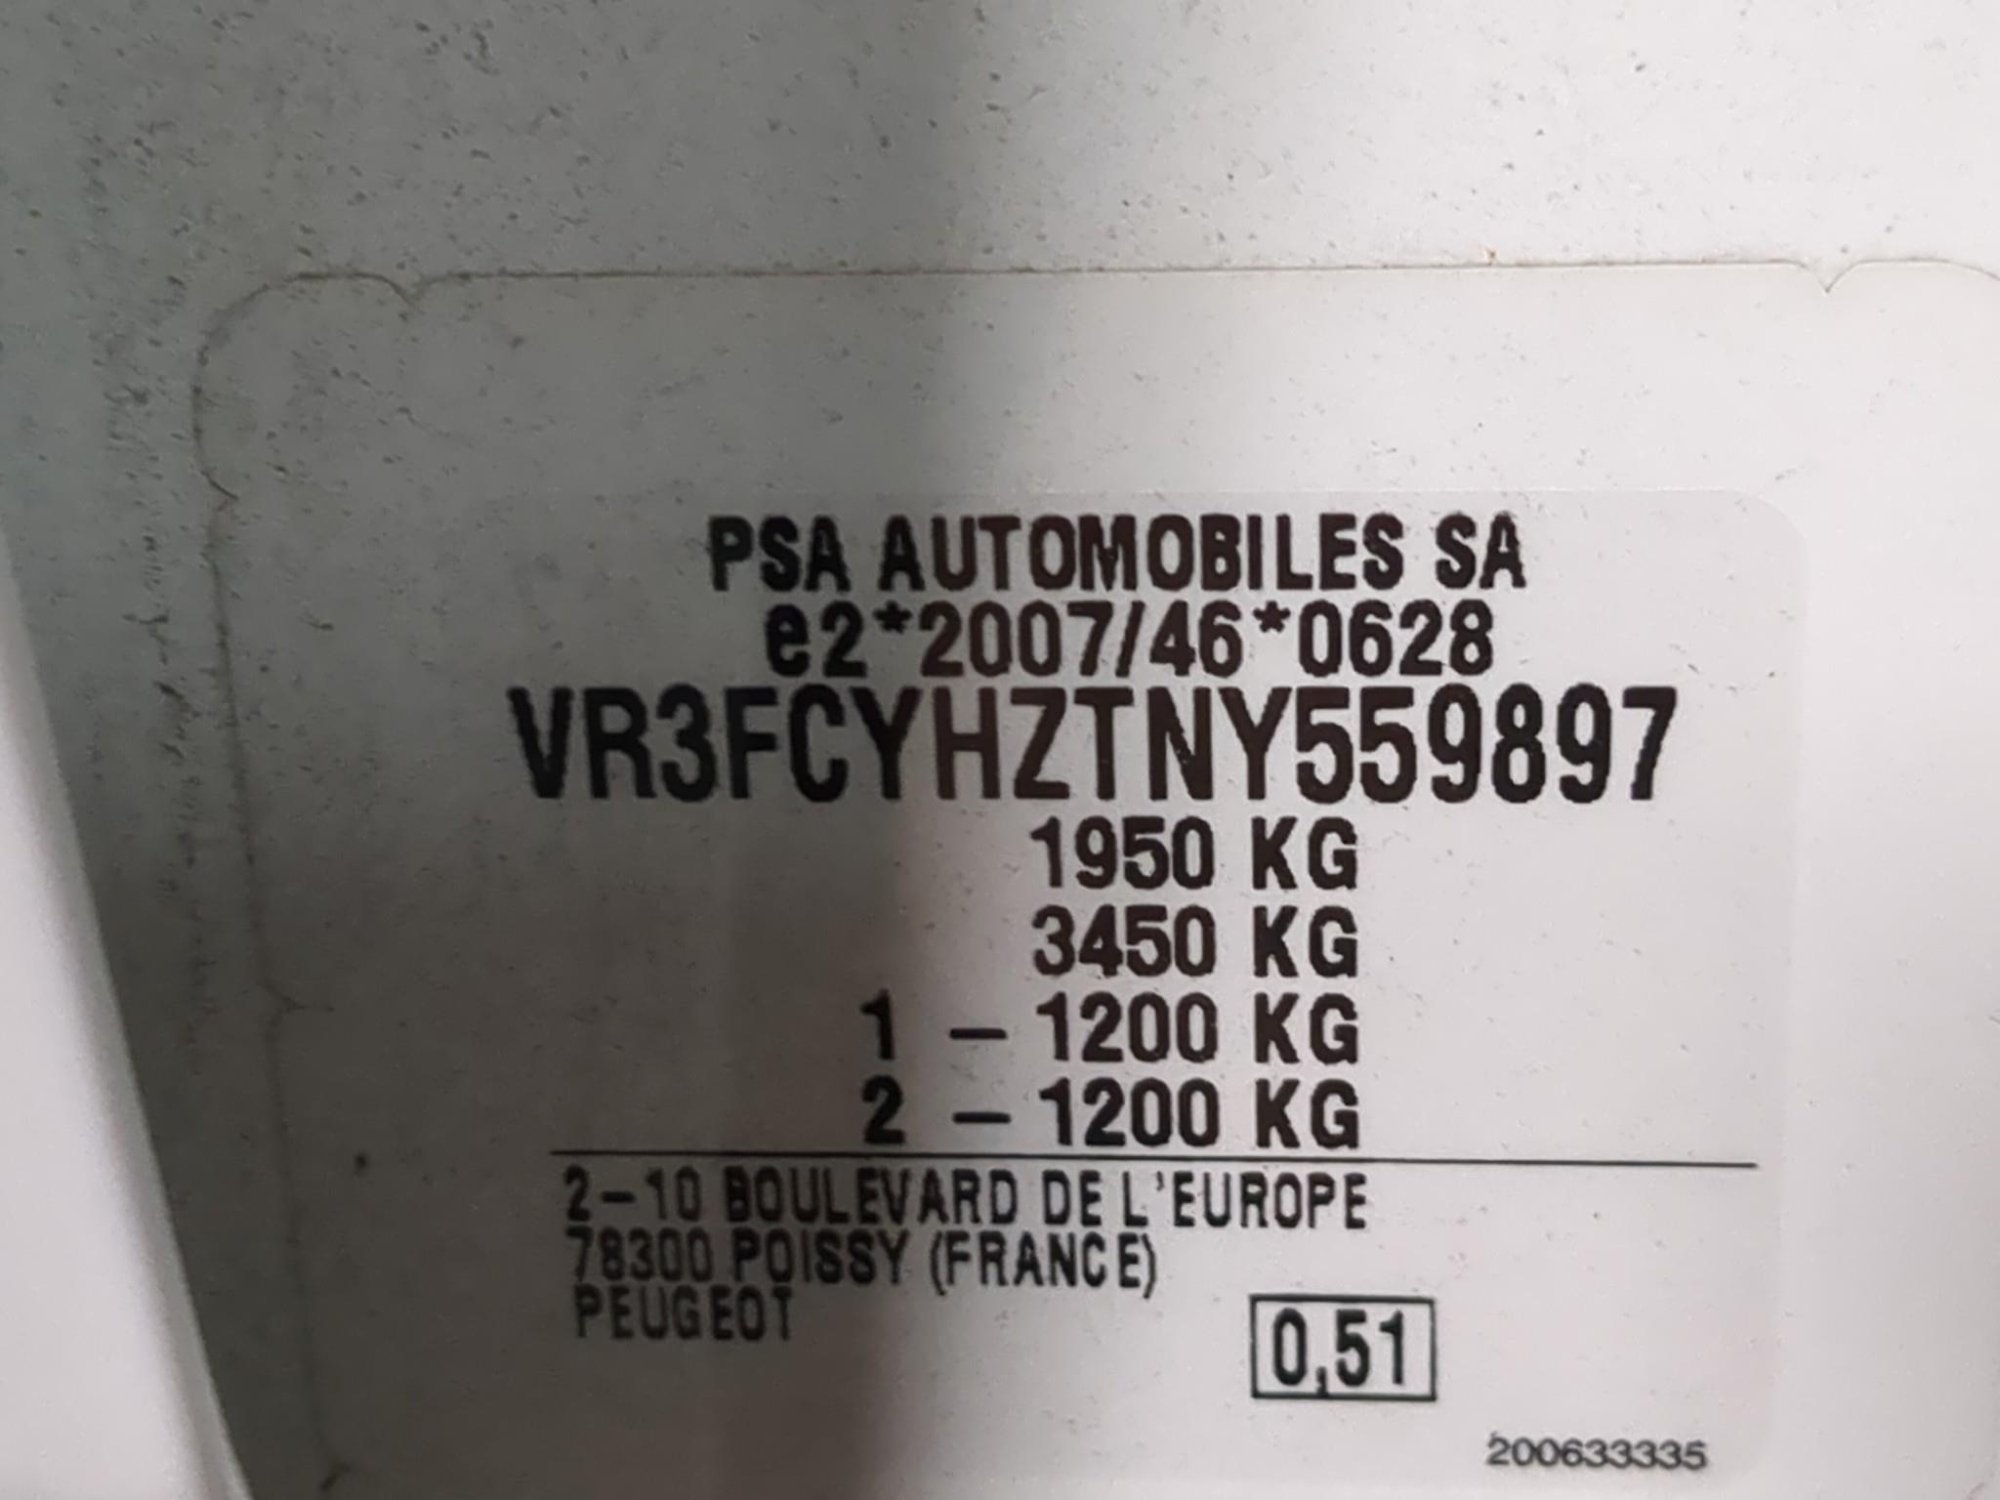 PSA AUTOMOBILES SA
e2*2007/46*0628
VR3FCYHZTNY559897
1950 KG
3450 KG
1 – 1200 KG
2 – 1200 KG
2–10 BOULEVARD DE L'EUROPE
78300 POISSY (FRANCE)
PEUGEOT
0,51
200633335